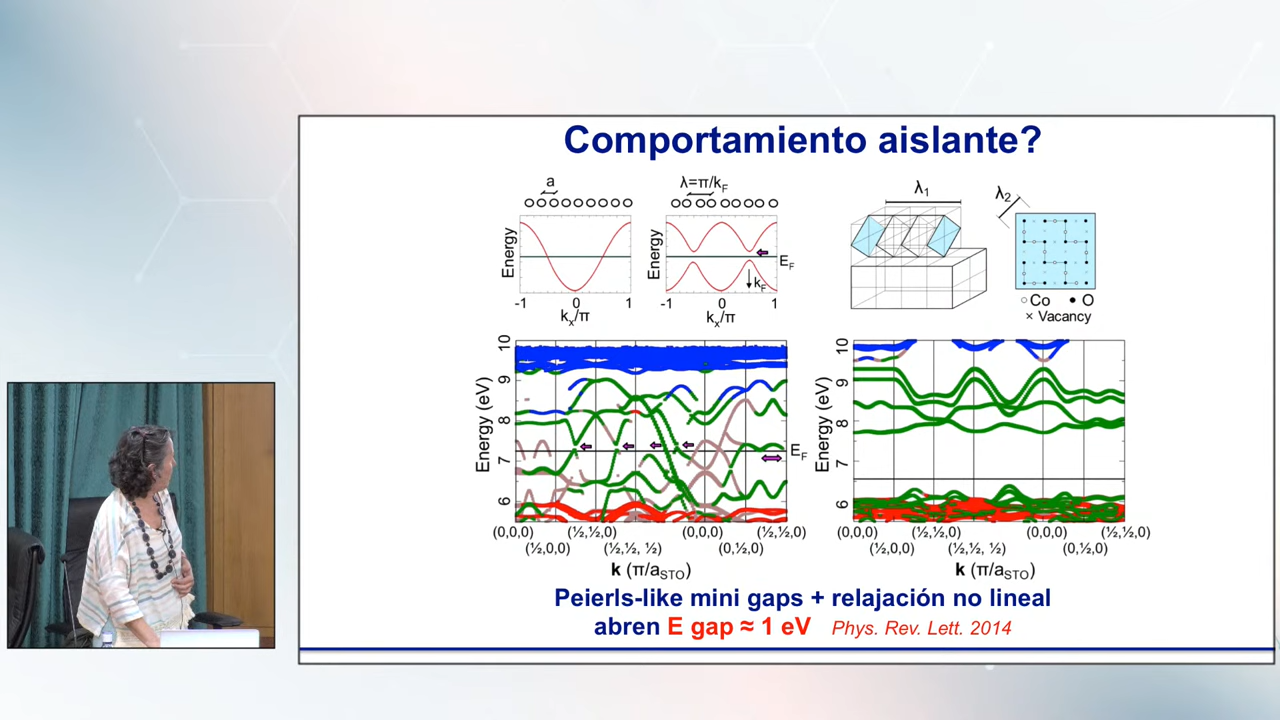 Comportamiento aislante?
a
λ=π/k_F
Energy
-1 0 1
k_x/π
Energy
E_F
k_F
-1 0 1
k_x/π
λ₁
λ₂
○ Co ● O
× Vacancy
Energy (eV)
10
9
8
7
6
E_F
(0,0,0) (½,½,0) (0,0,0) (½,½,0)
(½,0,0) (½,½, ½) (0,½,0)
k (π/a_STO)
Energy (eV)
10
9
8
7
6
(0,0,0) (½,½,0) (0,0,0) (½,½,0)
(½,0,0) (½,½, ½) (0,½,0)
k (π/a_STO)
Peierls-like mini gaps + relajación no lineal
abren E gap ≈ 1 eV Phys. Rev. Lett. 2014